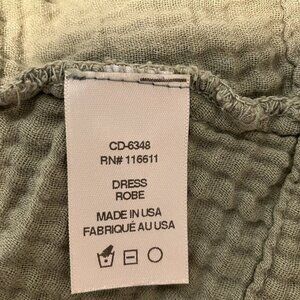 CD-6348
RN# 116611
DRESS
ROBE
MADE IN USA
FABRIQUÉ AU USA